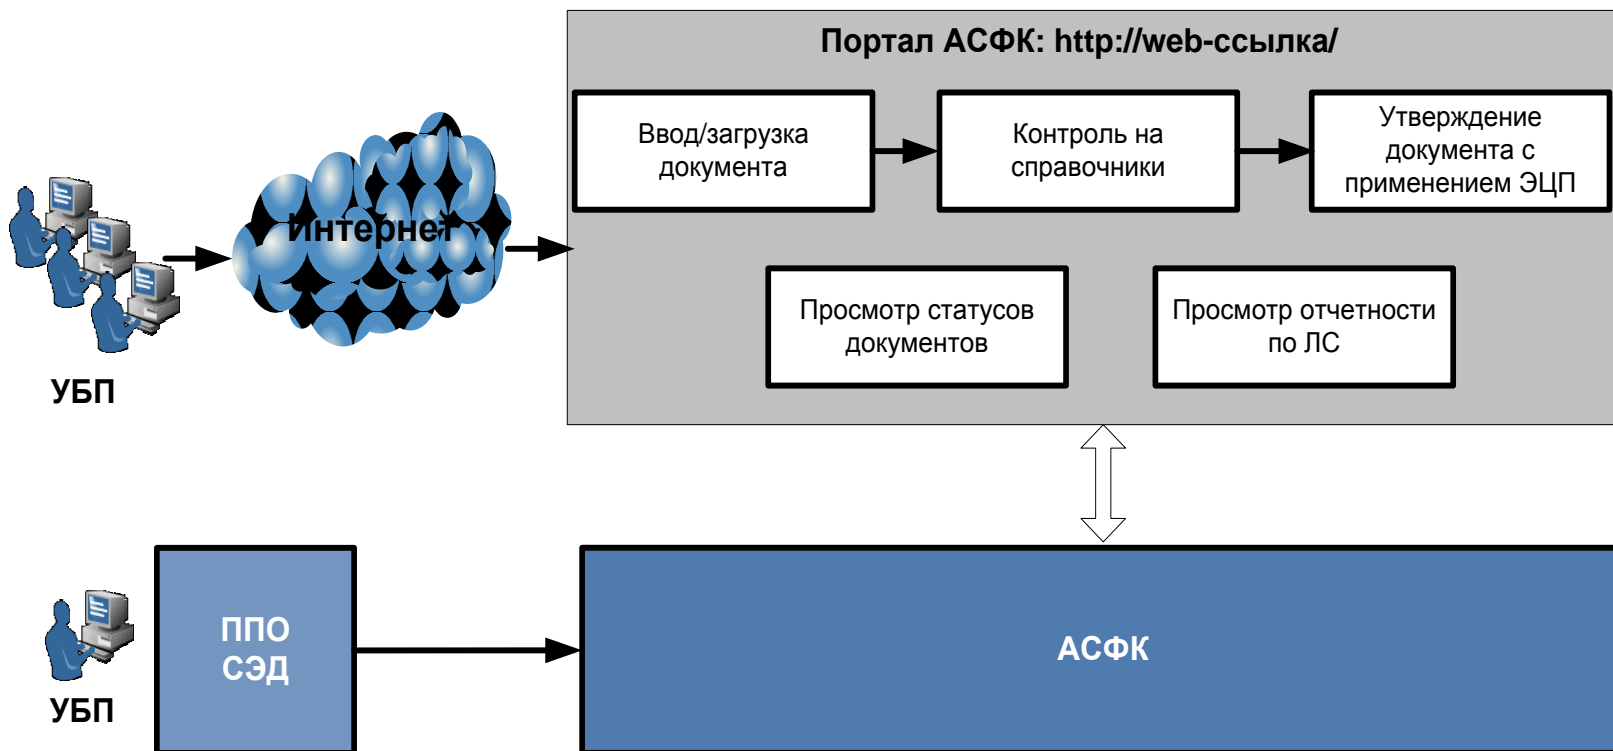 Портал АСФК: http://web-ссылка/
Ввод/загрузка
документа
Контроль на
справочники
Утверждение
документа с
применением ЭЦП
Интернет
Просмотр статусов
документов
Просмотр отчетности
по ЛС
УБП
ППО
СЭД
АСФК
УБП